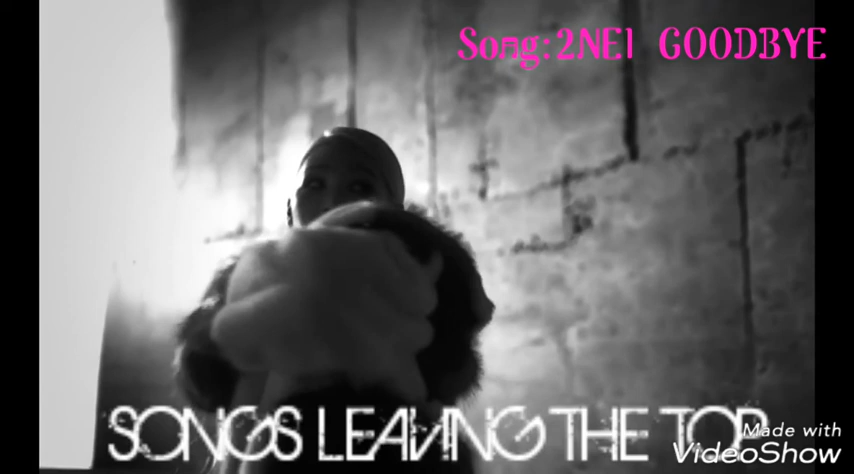 Song:2NE1 GOODBYE
SONGS LEAVING THE TOP
Made with
VideoShow